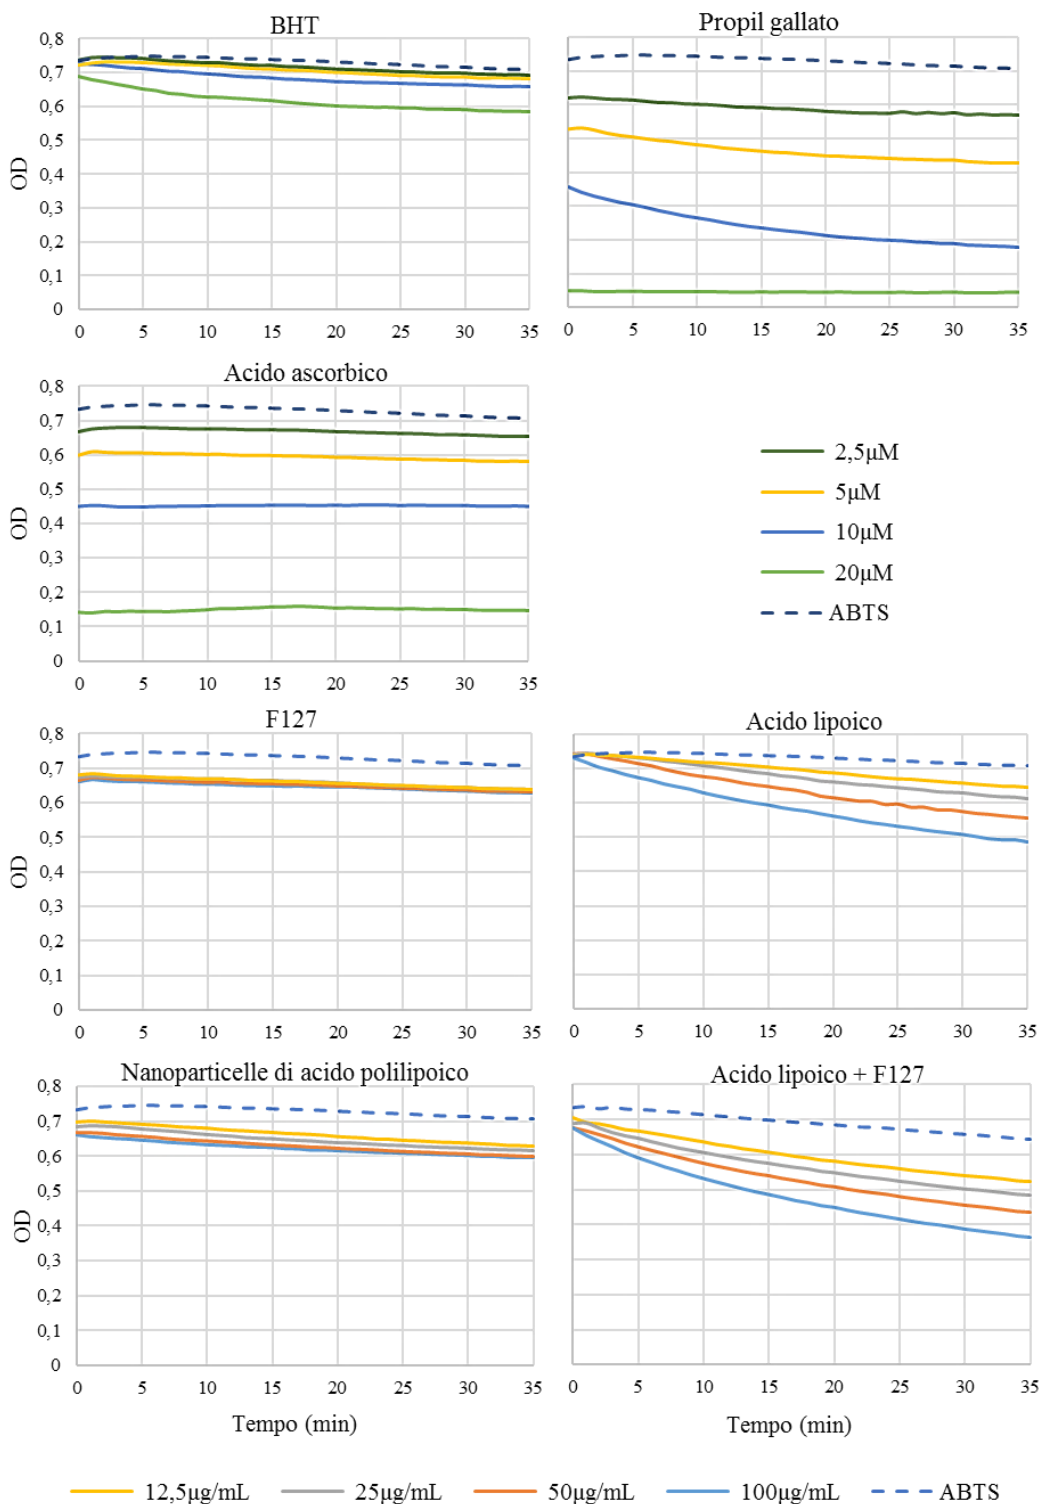 BHT
OD
0,8
0,7
0,6
0,5
0,4
0,3
0,2
0,1
0
0 5 10 15 20 25 30 35
Propil gallato
0 5 10 15 20 25 30 35
Acido ascorbico
OD
0,8
0,7
0,6
0,5
0,4
0,3
0,2
0,1
0
0 5 10 15 20 25 30 35
2,5µM
5µM
10µM
20µM
ABTS
F127
OD
0,8
0,7
0,6
0,5
0,4
0,3
0,2
0,1
0
0 5 10 15 20 25 30 35
Acido lipoico
0 5 10 15 20 25 30 35
Nanoparticelle di acido polilipoico
OD
0,8
0,7
0,6
0,5
0,4
0,3
0,2
0,1
0
0 5 10 15 20 25 30 35
Tempo (min)
Acido lipoico + F127
0 5 10 15 20 25 30 35
Tempo (min)
12,5µg/mL 25µg/mL 50µg/mL 100µg/mL ABTS